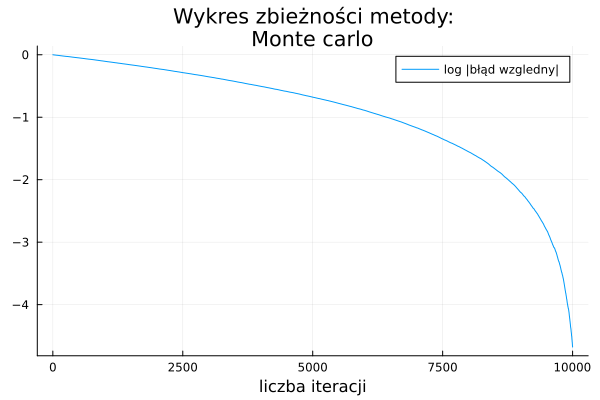 Wykres zbieżności metody:
Monte carlo
log |błąd wzgledny|
0
−1
−2
−3
−4
0 2500 5000 7500 10000
liczba iteracji